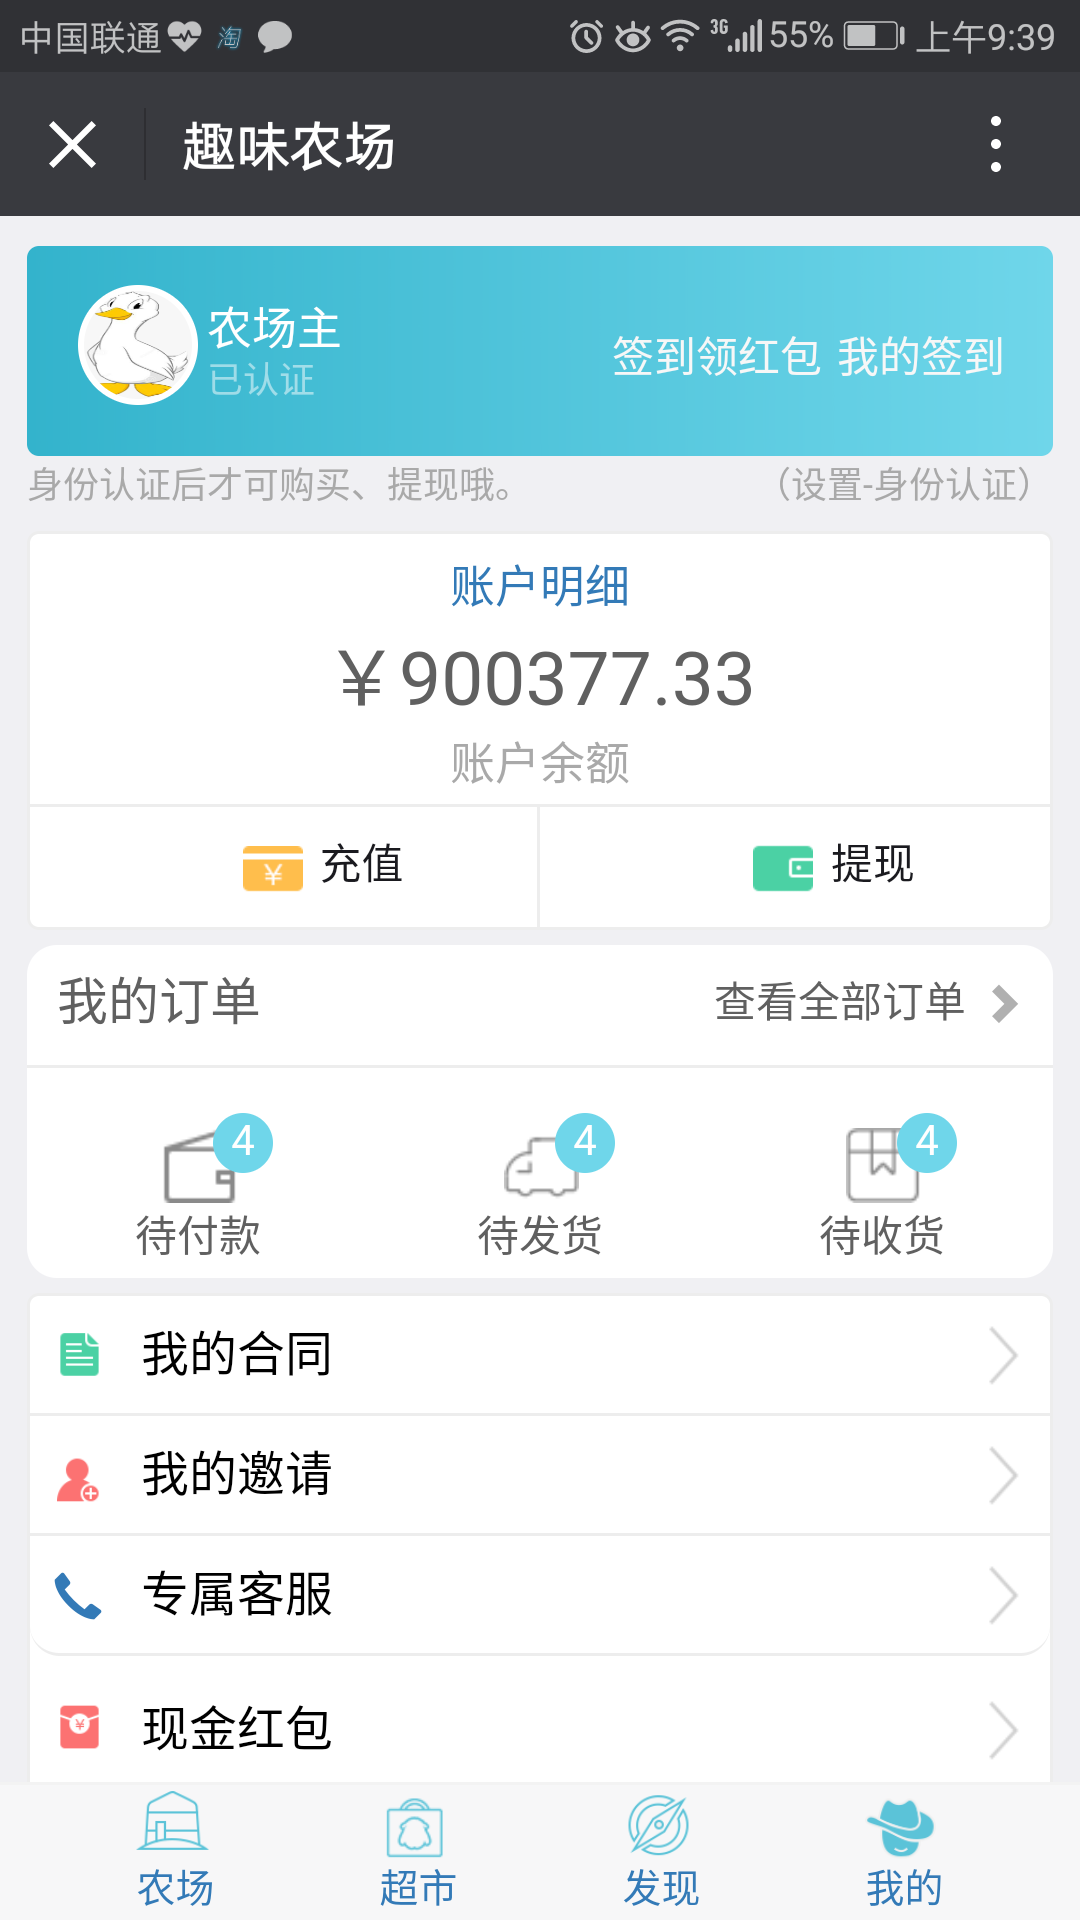 中国联通 淘 3G 55% 上午9:39
趣味农场
农场主
已认证
签到领红包 我的签到
身份认证后才可购买、提现哦。 （设置-身份认证）
账户明细
￥900377.33
账户余额
¥ 充值 提现
我的订单 查看全部订单
4 4 4
待付款 待发货 待收货
我的合同
我的邀请
专属客服
¥ 现金红包
农场 超市 发现 我的